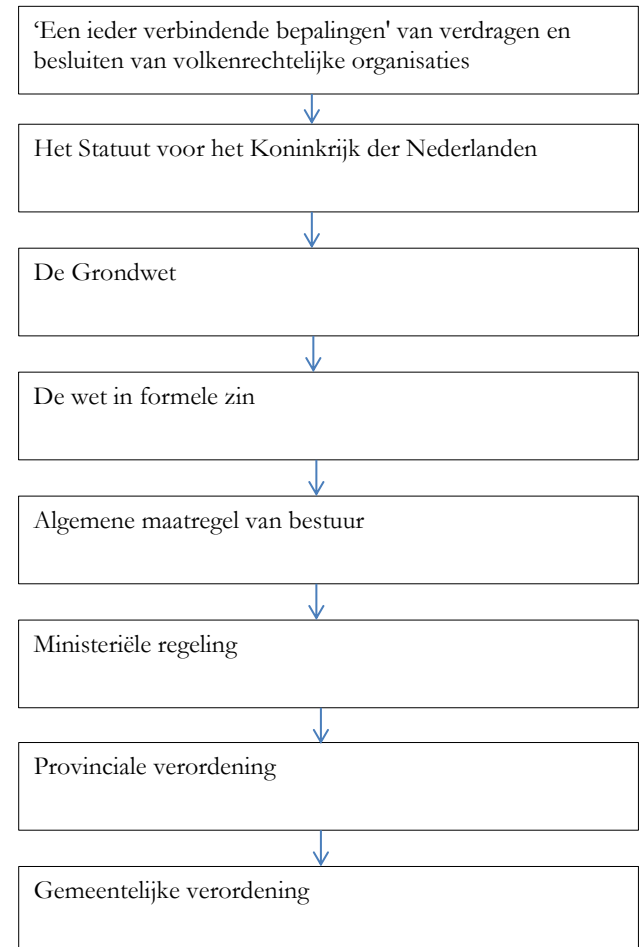 ‘Een ieder verbindende bepalingen' van verdragen en
besluiten van volkenrechtelijke organisaties
Het Statuut voor het Koninkrijk der Nederlanden
De Grondwet
De wet in formele zin
Algemene maatregel van bestuur
Ministeriële regeling
Provinciale verordening
Gemeentelijke verordening